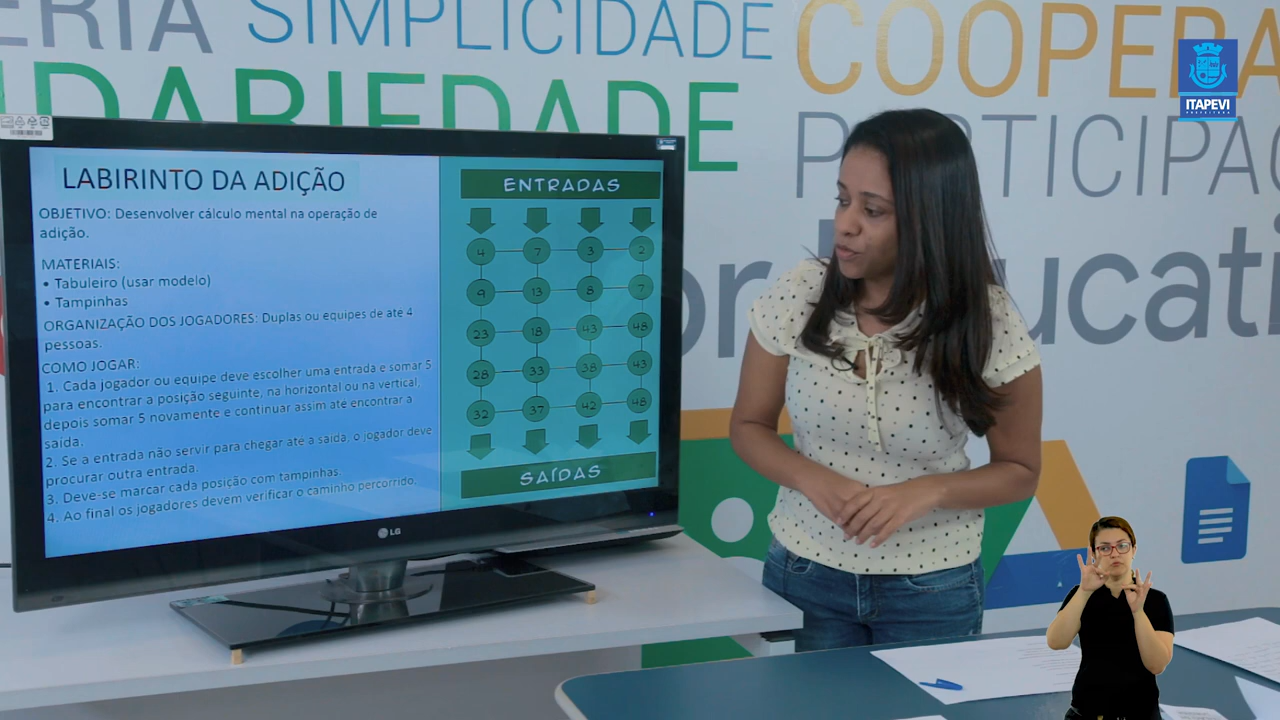 ERIA SIMPLICIDADE COOPERA
IDARIEDADE
PARTICIPAÇ
or Educati
ITAPEVI
PREFEITURA
LABIRINTO DA ADIÇÃO
OBJETIVO: Desenvolver cálculo mental na operação de
adição.
MATERIAIS:
• Tabuleiro (usar modelo)
• Tampinhas
ORGANIZAÇÃO DOS JOGADORES: Duplas ou equipes de até 4
pessoas.
COMO JOGAR:
1. Cada jogador ou equipe deve escolher uma entrada e somar 5
para encontrar a posição seguinte, na horizontal ou na vertical,
depois somar 5 novamente e continuar assim até encontrar a
saída.
2. Se a entrada não servir para chegar até a saída, o jogador deve
procurar outra entrada.
3. Deve-se marcar cada posição com tampinhas.
4. Ao final os jogadores devem verificar o caminho percorrido.
ENTRADAS
4 7 3 2
9 13 8 7
23 18 43 48
28 33 38 43
32 37 42 48
SAÍDAS
LG